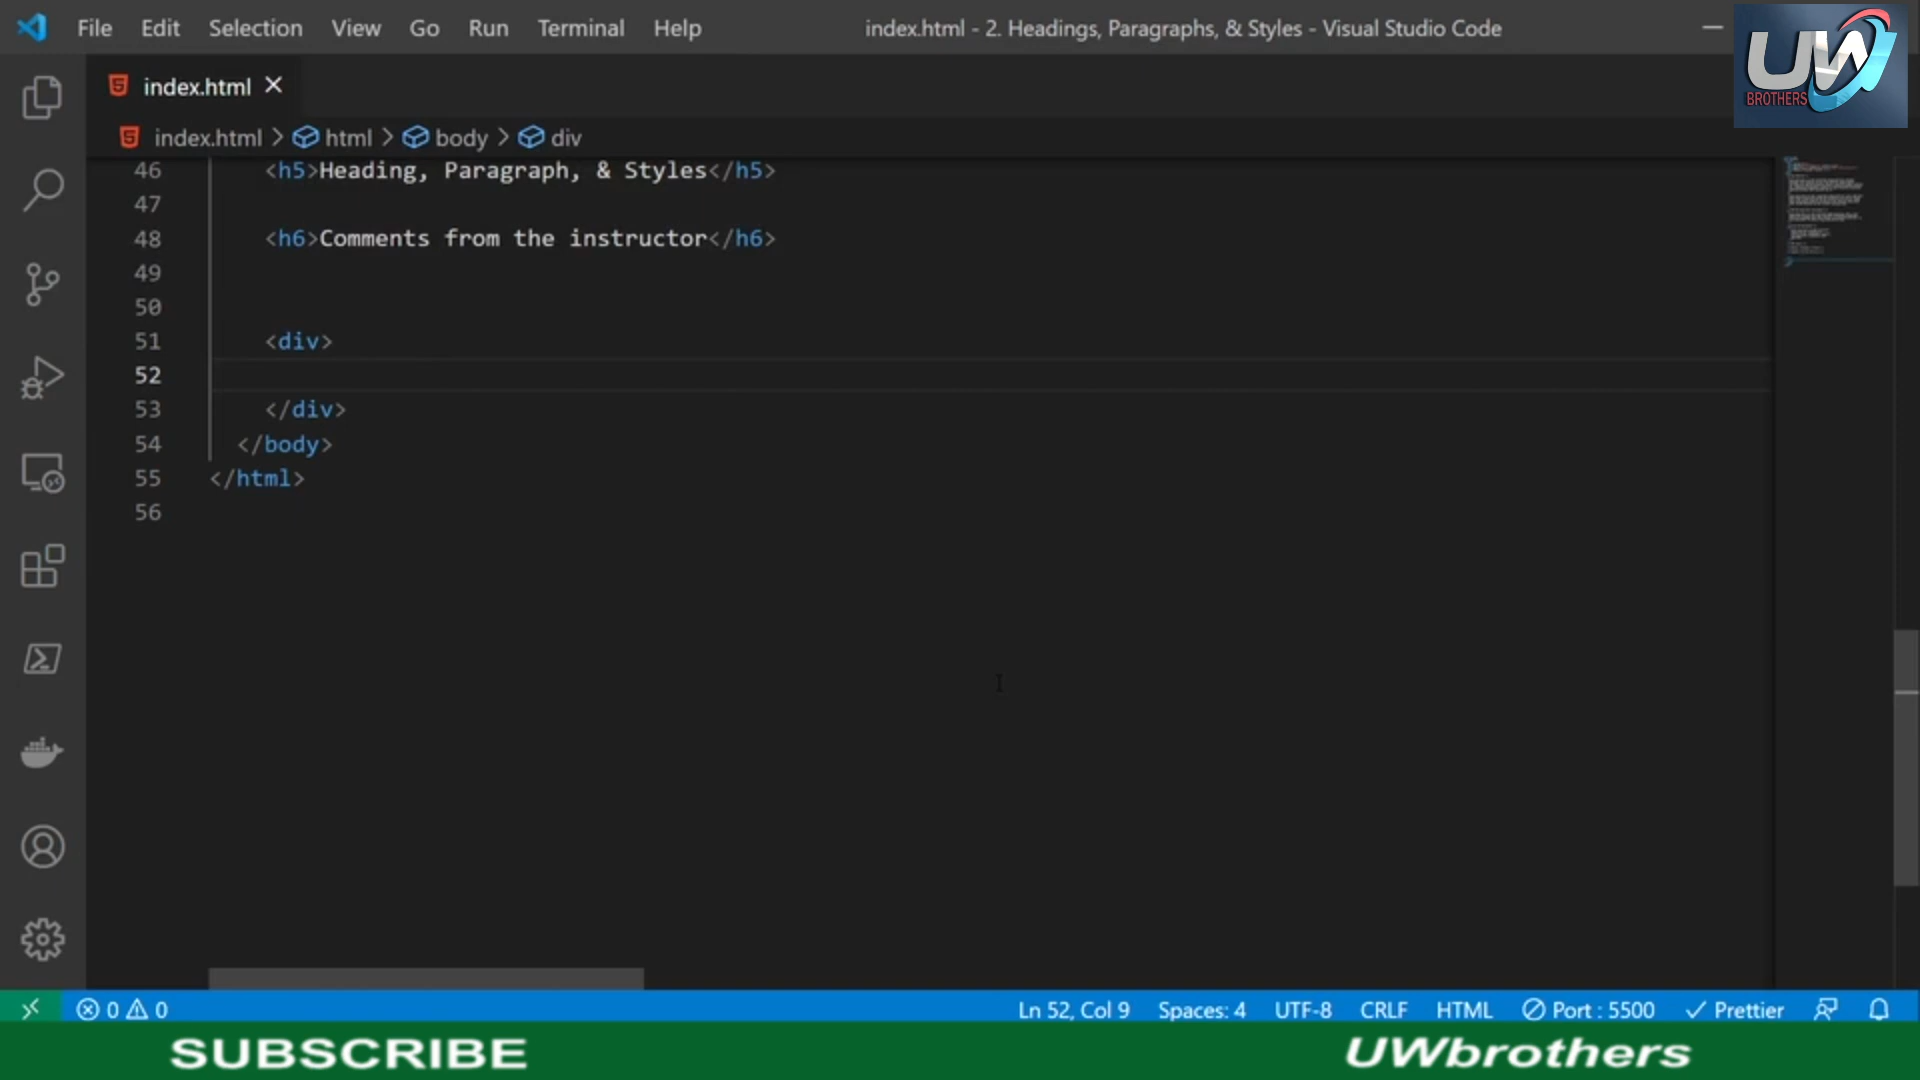 File Edit Selection View Go Run Terminal Help index.html - 2. Headings, Paragraphs, & Styles - Visual Studio Code
UW
BROTHERS
index.html
index.html > html > body > div
46 <h5>Heading, Paragraph, & Styles</h5>
47
48 <h6>Comments from the instructor</h6>
49
50
51 <div>
52
53 </div>
54 </body>
55 </html>
56
0 0 Ln 52, Col 9 Spaces: 4 UTF-8 CRLF HTML Port : 5500 Prettier
SUBSCRIBE UWbrothers